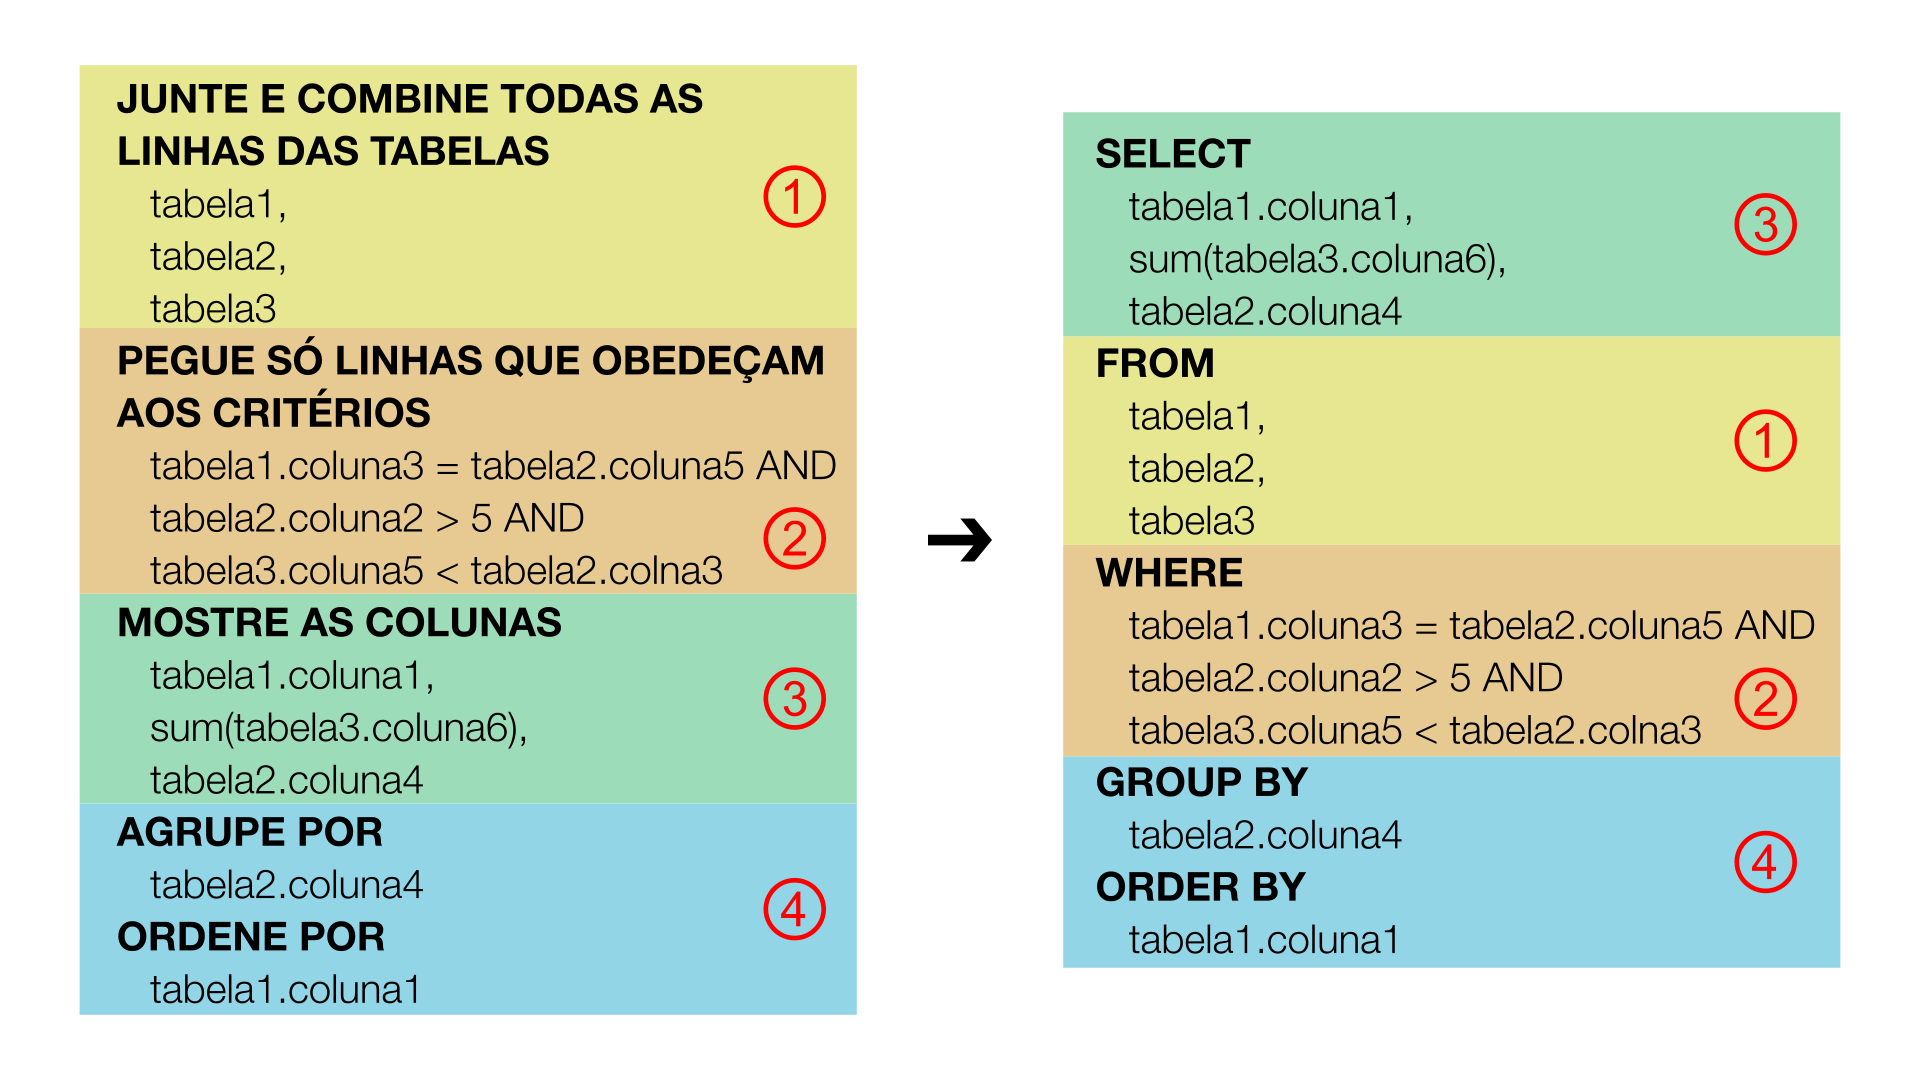 JUNTE E COMBINE TODAS AS
LINHAS DAS TABELAS
tabela1,
tabela2,
tabela3
1
PEGUE SÓ LINHAS QUE OBEDEÇAM
AOS CRITÉRIOS
tabela1.coluna3 = tabela2.coluna5 AND
tabela2.coluna2 > 5 AND
tabela3.coluna5 < tabela2.colna3
2
MOSTRE AS COLUNAS
tabela1.coluna1,
sum(tabela3.coluna6),
tabela2.coluna4
3
AGRUPE POR
tabela2.coluna4
ORDENE POR
tabela1.coluna1
4
➔
SELECT
tabela1.coluna1,
sum(tabela3.coluna6),
tabela2.coluna4
3
FROM
tabela1,
tabela2,
tabela3
1
WHERE
tabela1.coluna3 = tabela2.coluna5 AND
tabela2.coluna2 > 5 AND
tabela3.coluna5 < tabela2.colna3
2
GROUP BY
tabela2.coluna4
ORDER BY
tabela1.coluna1
4